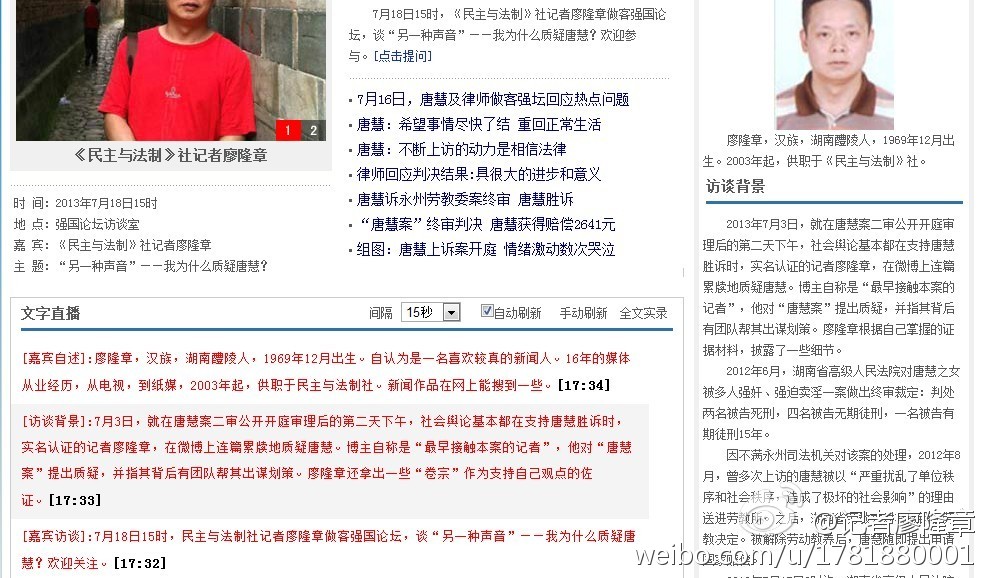 1 2
《民主与法制》社记者廖隆章
时 间：2013年7月18日15时
地 点：强国论坛访谈室
嘉 宾：《民主与法制》社记者廖隆章
主 题：“另一种声音”——我为什么质疑唐慧？
7月18日15时，《民主与法制》社记者廖隆章做客强国论
坛，谈“另一种声音”——我为什么质疑唐慧？欢迎参
与。[点击提问]
7月16日，唐慧及律师做客强坛回应热点问题
唐慧：希望事情尽快了结 重回正常生活
唐慧：不断上访的动力是相信法律
律师回应判决结果:具很大的进步和意义
唐慧诉永州劳教委案终审 唐慧胜诉
“唐慧案”终审判决 唐慧获得赔偿2641元
组图：唐慧上诉案开庭 情绪激动数次哭泣
文字直播 间隔 15秒 自动刷新 手动刷新 全文实录
[嘉宾自述]:廖隆章，汉族，湖南醴陵人，1969年12月出生。自认为是一名喜欢较真的新闻人。16年的媒体
从业经历，从电视，到纸媒，2003年起，供职于民主与法制社。新闻作品在网上能搜到一些。[17:34]
[访谈背景]:7月3日，就在唐慧案二审公开开庭审理后的第二天下午，社会舆论基本都在支持唐慧胜诉时，
实名认证的记者廖隆章，在微博上连篇累牍地质疑唐慧。博主自称是“最早接触本案的记者”，他对“唐慧
案”提出质疑，并指其背后有团队帮其出谋划策。廖隆章还拿出一些“卷宗”作为支持自己观点的佐
证。[17:33]
[嘉宾访谈]:7月18日15时，民主与法制社记者廖隆章做客强国论坛，谈“另一种声音”——我为什么质疑唐
慧？欢迎关注。[17:32]
廖隆章，汉族，湖南醴陵人，1969年12月出
生。2003年起，供职于《民主与法制》社。
访谈背景
2013年7月3日，就在唐慧案二审公开开庭审
理后的第二天下午，社会舆论基本都在支持唐慧
胜诉时，实名认证的记者廖隆章，在微博上连篇
累牍地质疑唐慧。博主自称是“最早接触本案的
记者”，他对“唐慧案”提出质疑，并指其背后
有团队帮其出谋划策。廖隆章根据自己掌握的证
据材料，披露了一些细节。
2012年6月，湖南省高级人民法院对唐慧之女
被多人强奸、强迫卖淫一案做出终审裁定：判处
两名被告死刑，四名被告无期徒刑，一名被告有
期徒刑15年。
因不满永州司法机关对该案的处理，2012年8
月，曾多次上访的唐慧被以“严重扰乱了单位秩
序和社会秩序，造成了极坏的社会影响”的理由
送进劳教所。之后，
教决定。被解除劳动教养后，唐慧随即提出申请
@记者廖隆章
weibo.com/u/1781880001